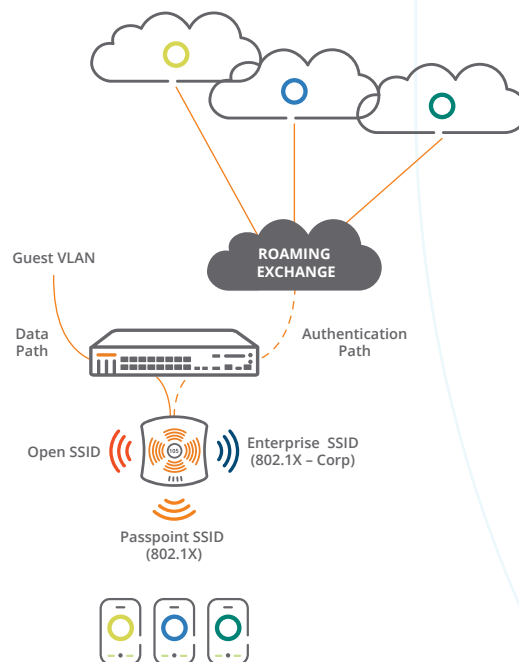 ROAMING
EXCHANGE
Guest VLAN
Data
Path
Authentication
Path
Open SSID
105
Enterprise SSID
(802.1X – Corp)
Passpoint SSID
(802.1X)